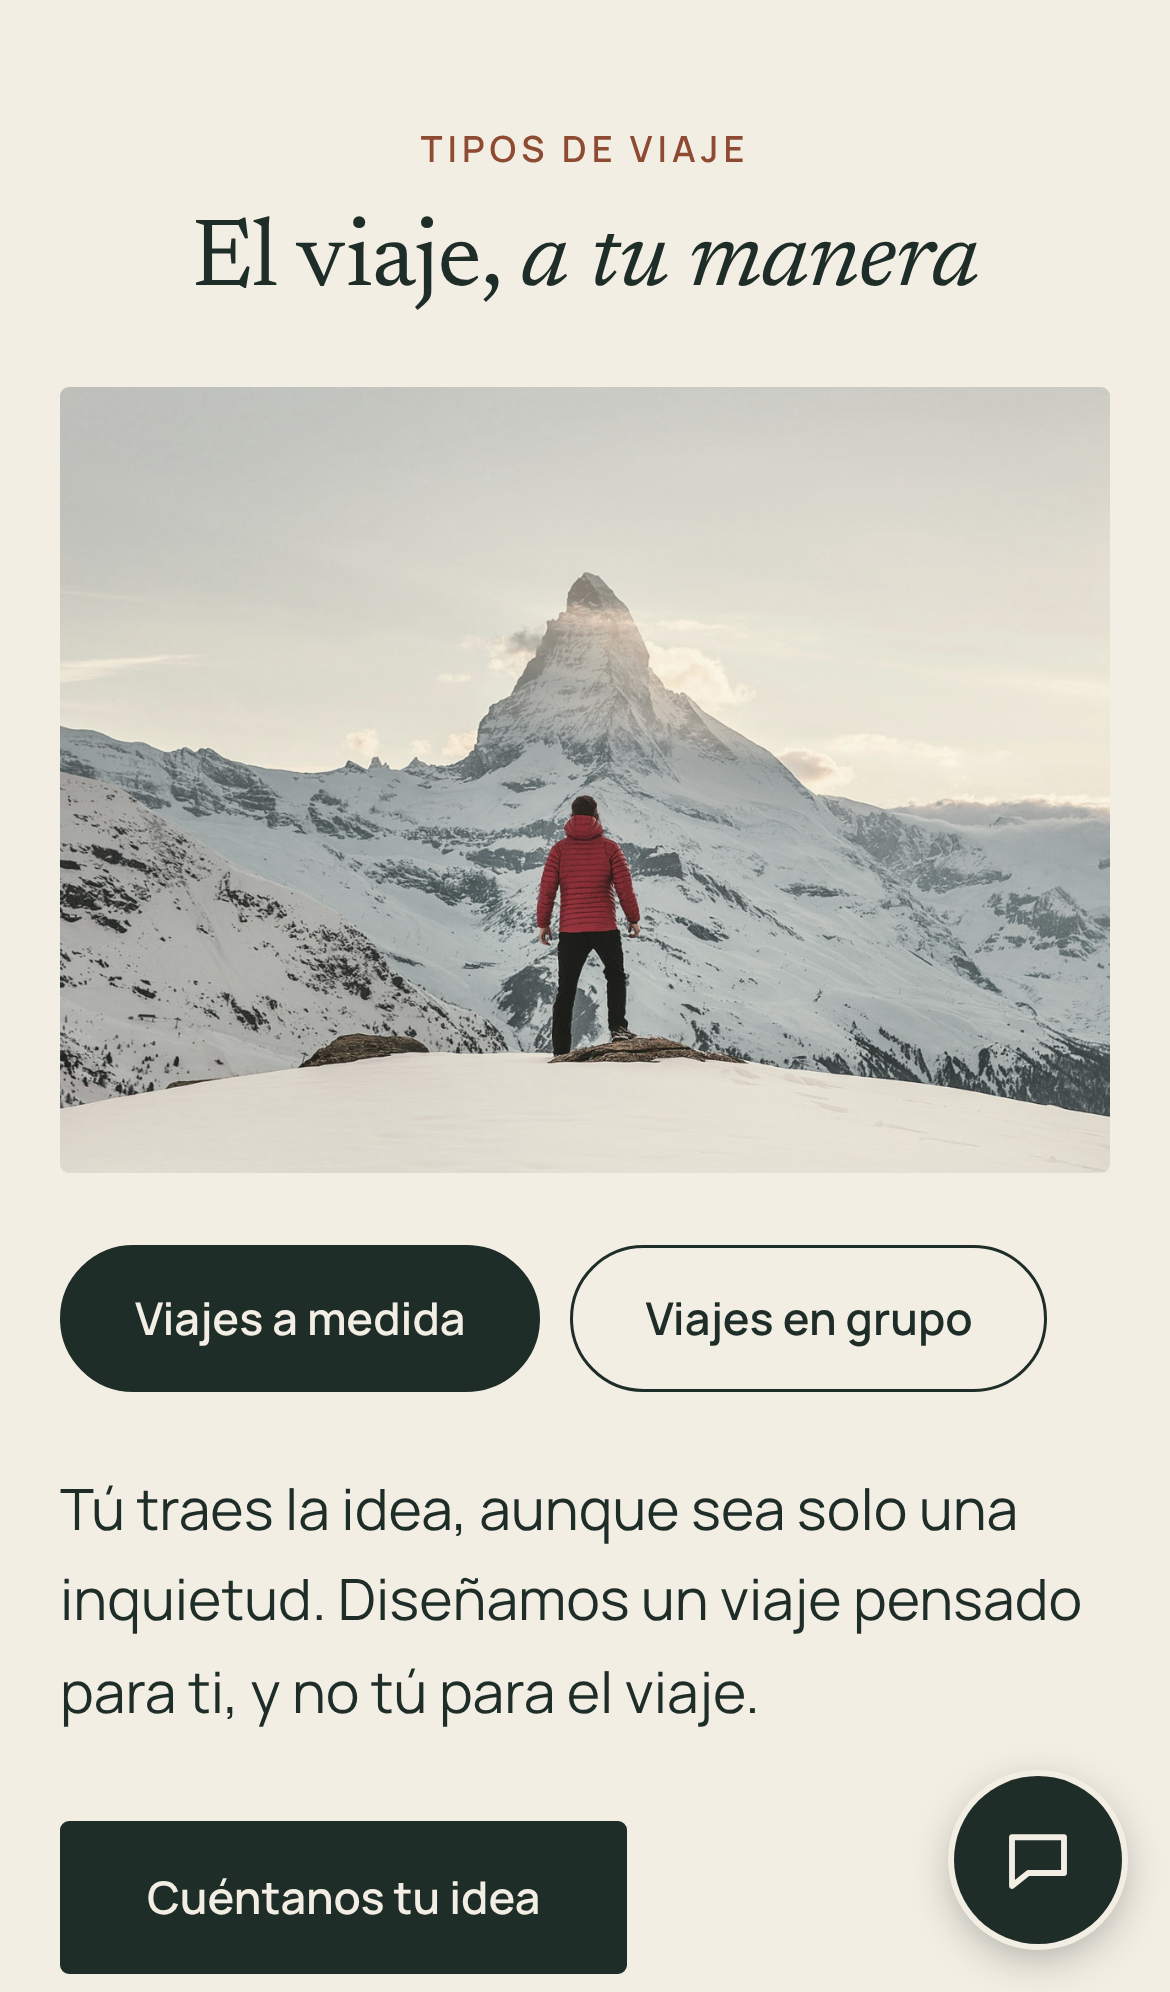 TIPOS DE VIAJE
El viaje, a tu manera
Viajes a medida
Viajes en grupo
Tú traes la idea, aunque sea solo una
inquietud. Diseñamos un viaje pensado
para ti, y no tú para el viaje.
Cuéntanos tu idea